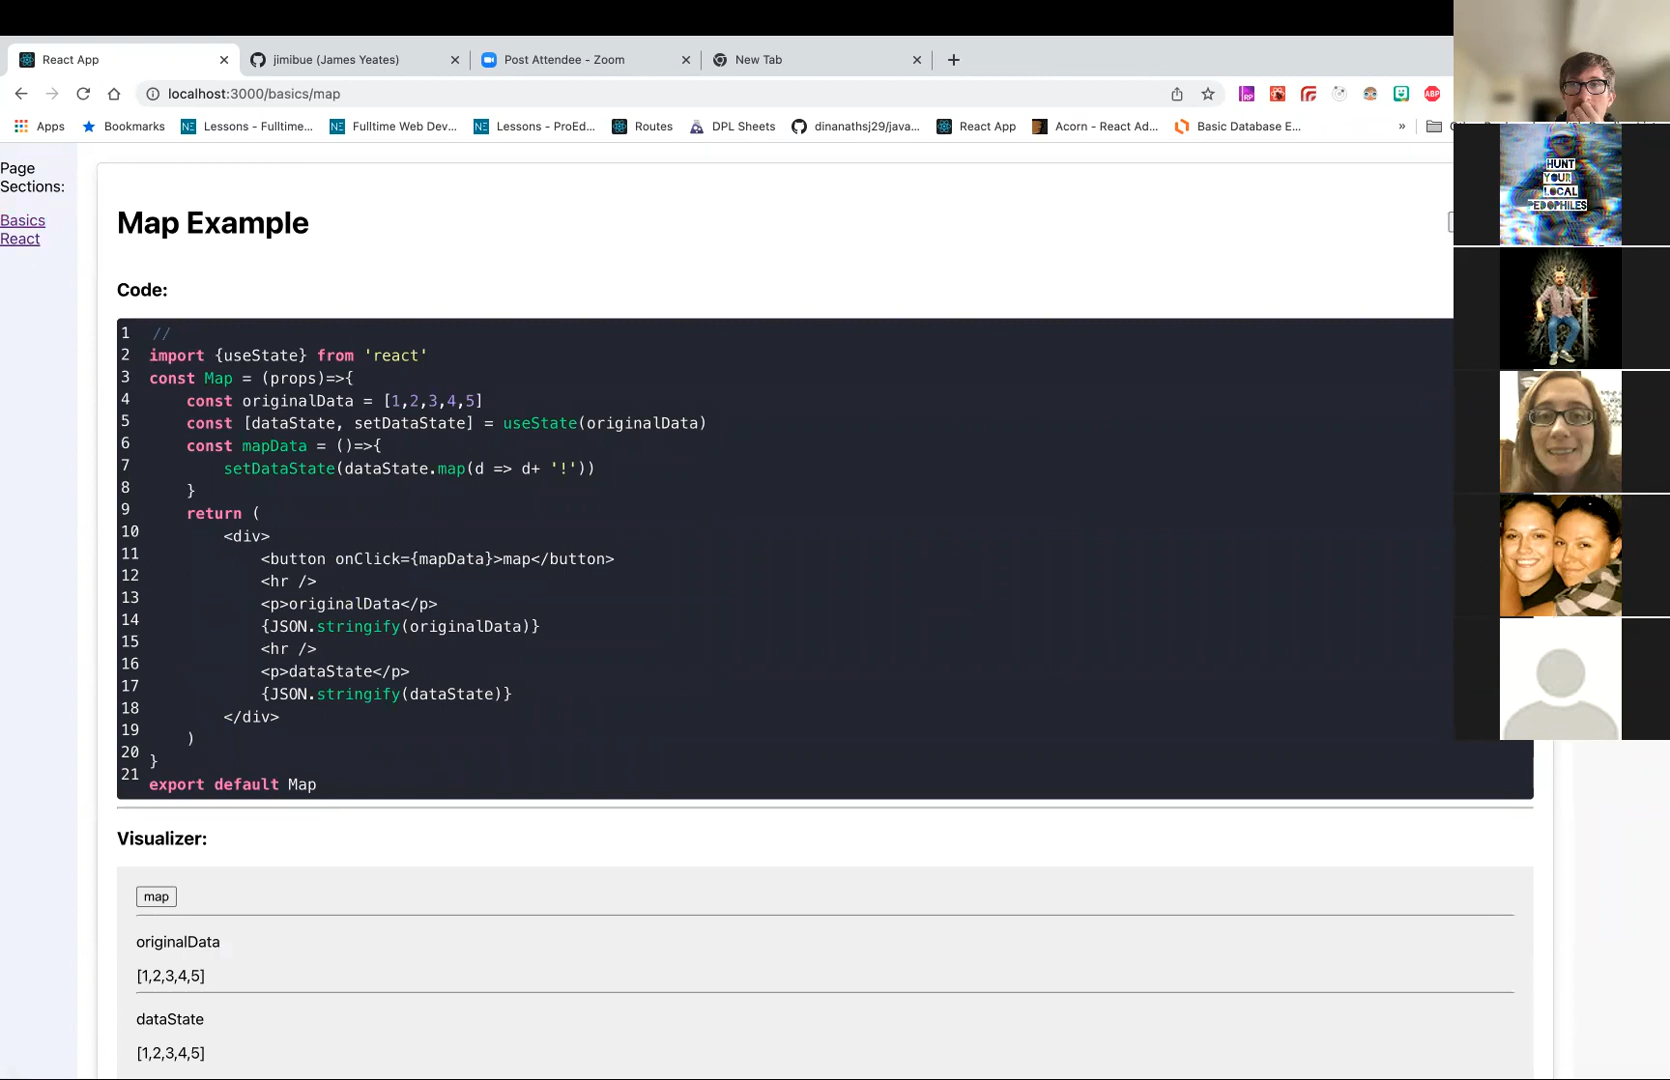 React App
jimibue (James Yeates)
Post Attendee - Zoom
New Tab
localhost:3000/basics/map
Apps
Bookmarks
Lessons - Fulltime...
Fulltime Web Dev...
Lessons - ProEd...
Routes
DPL Sheets
dinanathsj29/java...
React App
Acorn - React Ad...
Basic Database E...
»
RP
ABP
Page
Sections:
Basics
React
Map Example
Code:
1 //
2 import {useState} from 'react'
3 const Map = (props)=>{
4 const originalData = [1,2,3,4,5]
5 const [dataState, setDataState] = useState(originalData)
6 const mapData = ()=>{
7 setDataState(dataState.map(d => d+ '!'))
8 }
9 return (
10 <div>
11 <button onClick={mapData}>map</button>
12 <hr />
13 <p>originalData</p>
14 {JSON.stringify(originalData)}
15 <hr />
16 <p>dataState</p>
17 {JSON.stringify(dataState)}
18 </div>
19 )
20 }
21 export default Map
Visualizer:
map
originalData
[1,2,3,4,5]
dataState
[1,2,3,4,5]
HUNT
YOUR
LOCAL
PEDOPHILES